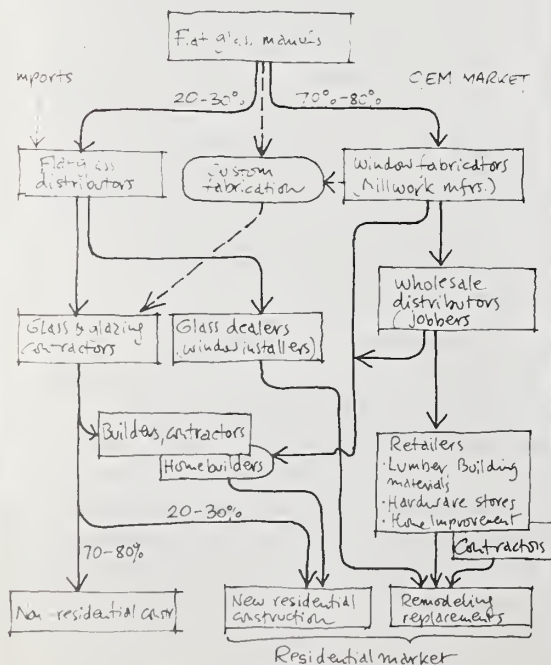 Flat glass manufs
imports
20-30%
70%-80%
OEM MARKET
Flat glass
distributors
Custom
fabrication
Window fabricators
(Millwork mfrs.)
Glass & glazing
contractors
Glass dealers
(window installers)
Wholesale
distributors
(jobbers
Builders, contractors
Homebuilders
Retailers
· Lumber Building
materials
· Hardware stores
· Home Improvement
Contractors
20-30%
70-80%
Non-residential constr
New residential
construction
Remodeling
replacements
Residential market